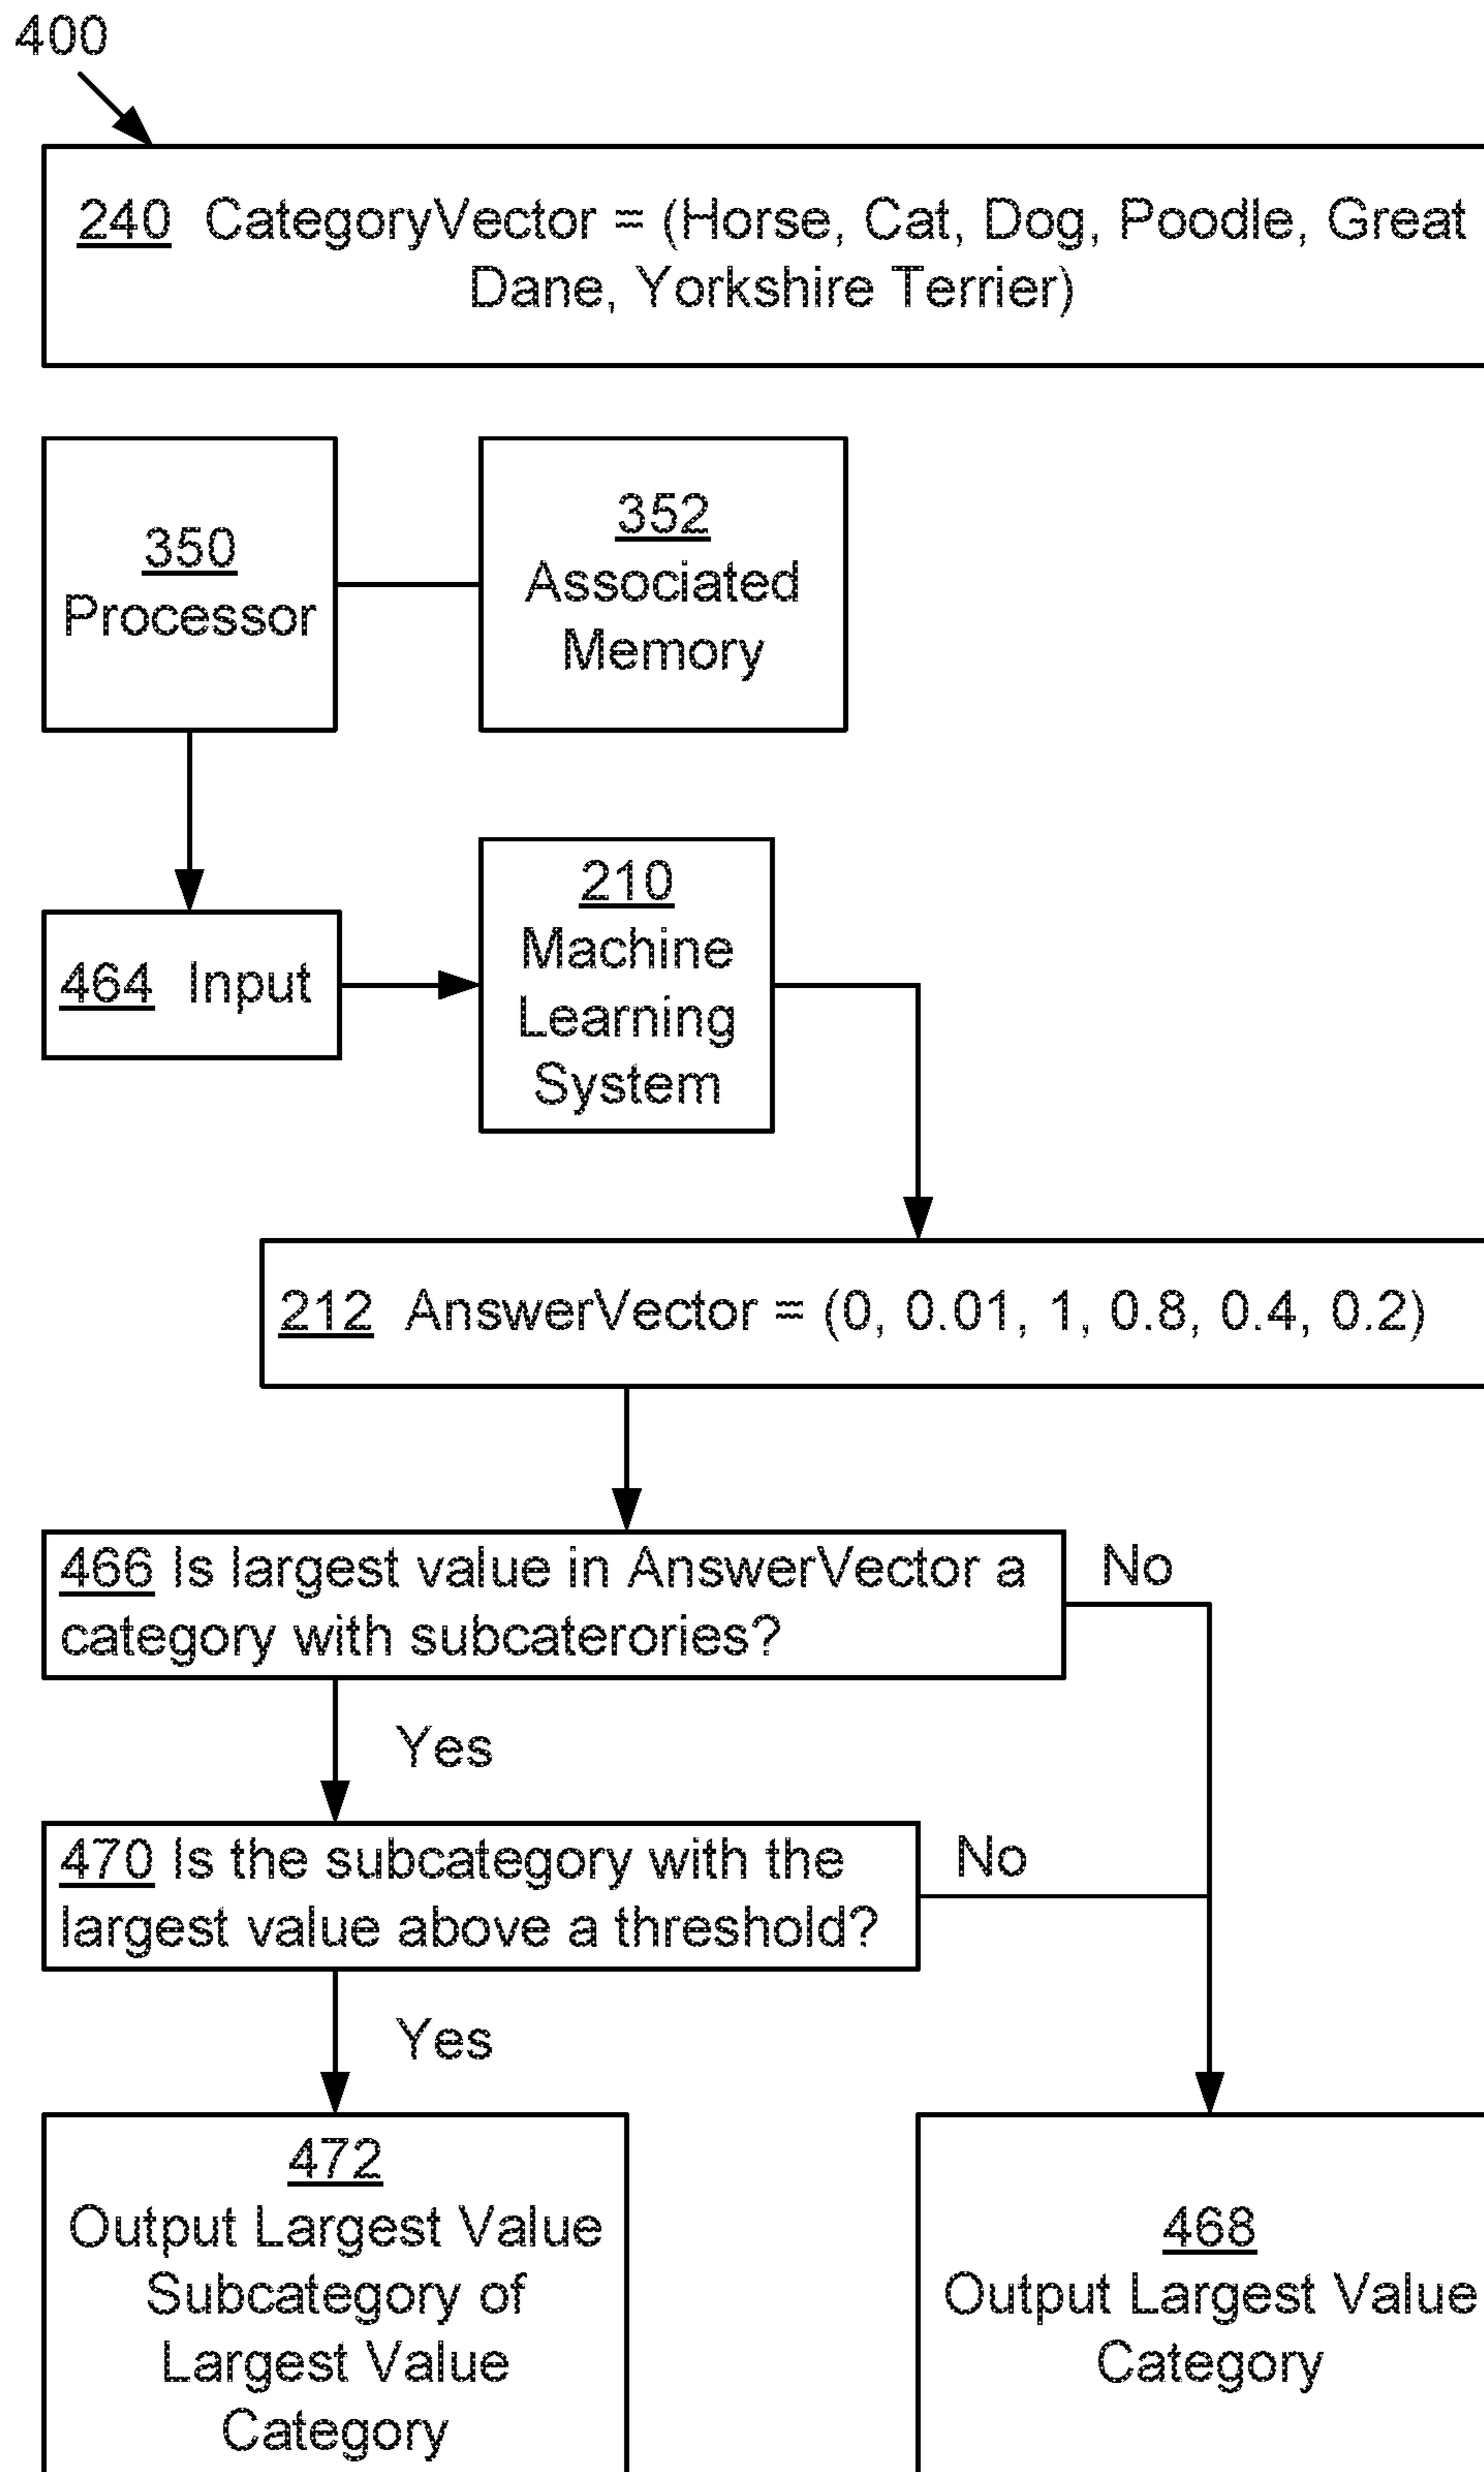 400
240 CategoryVector = (Horse, Cat, Dog, Poodle, Great
Dane, Yorkshire Terrier)
350
Processor
352
Associated
Memory
464 Input
210
Machine
Learning
System
212 AnswerVector = (0, 0.01, 1, 0.8, 0.4, 0.2)
466 Is largest value in AnswerVector a
category with subcaterories?
No
Yes
470 Is the subcategory with the
largest value above a threshold?
No
Yes
472
Output Largest Value
Subcategory of
Largest Value
Category
468
Output Largest Value
Category